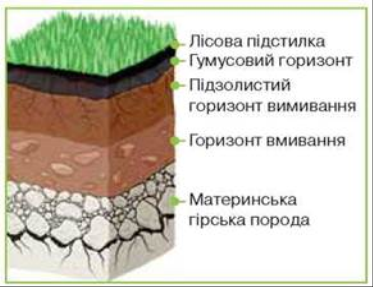 Лісова підстилка
Гумусовий горизонт
Підзолистий
горизонт вимивання
Горизонт вмивання
Материнська
гірська порода